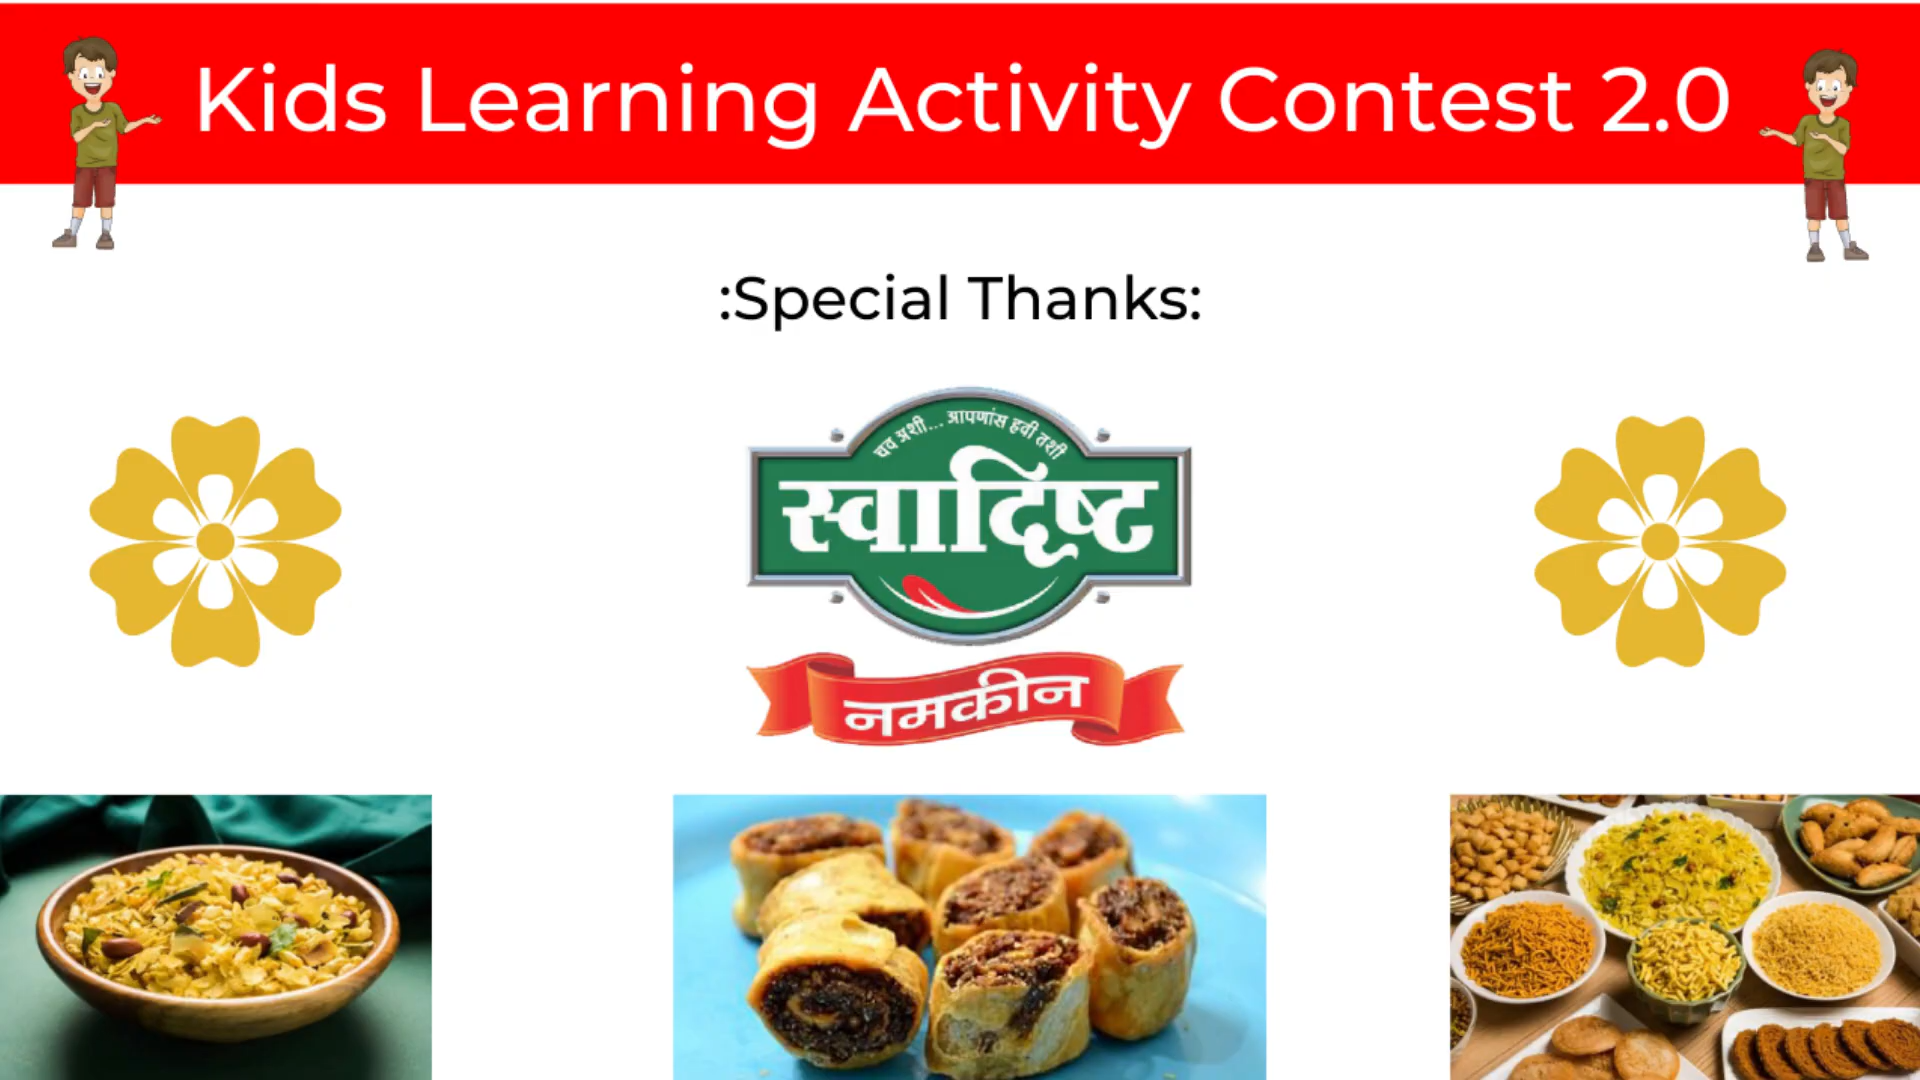 Kids Learning Activity Contest 2.0
:Special Thanks:
चव अशी... आपणांस हवी तशी
स्वादिष्ट
नमकीन